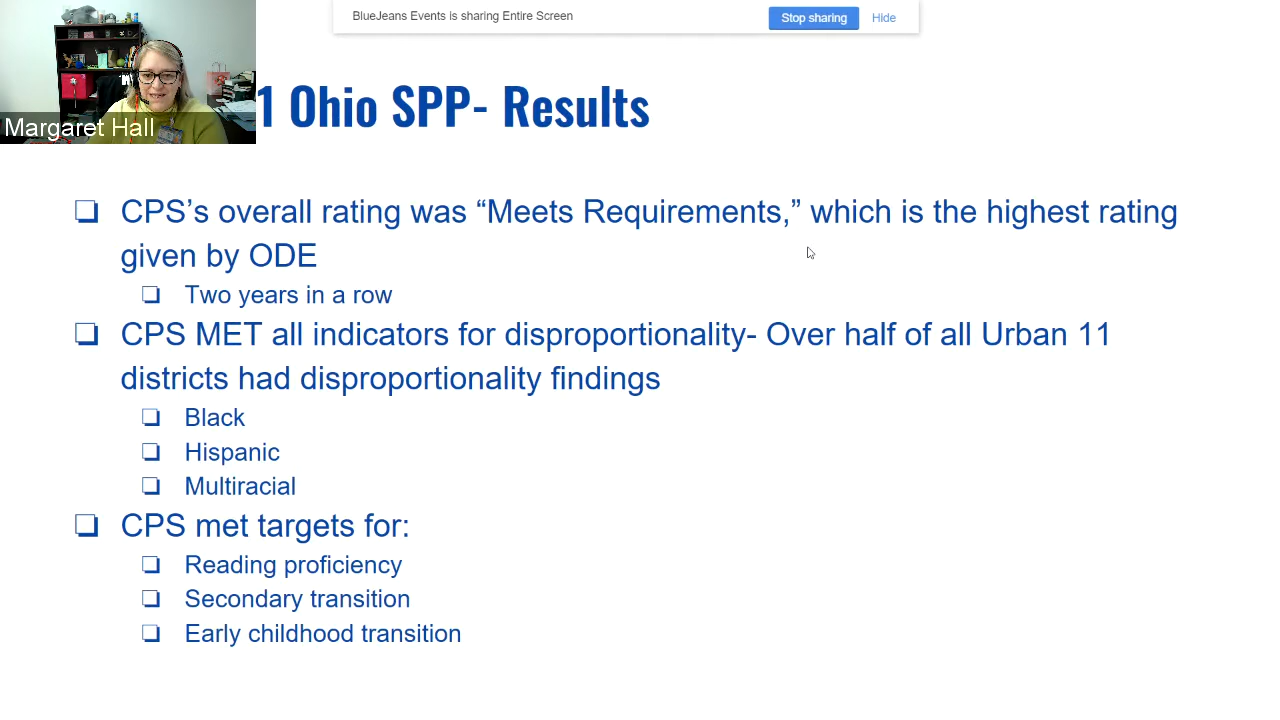 BlueJeans Events is sharing Entire Screen
Stop sharing
Hide
Margaret Hall
1 Ohio SPP- Results
❏ CPS’s overall rating was “Meets Requirements,” which is the highest rating
given by ODE
❏ Two years in a row
❏ CPS MET all indicators for disproportionality- Over half of all Urban 11
districts had disproportionality findings
❏ Black
❏ Hispanic
❏ Multiracial
❏ CPS met targets for:
❏ Reading proficiency
❏ Secondary transition
❏ Early childhood transition